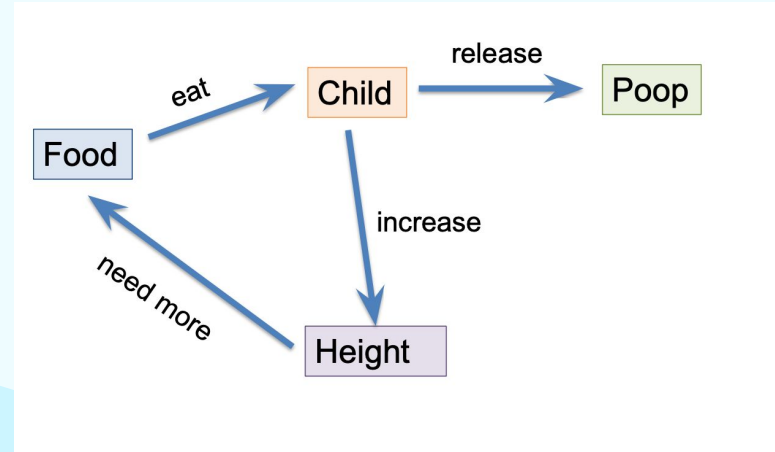 release
eat
Child
Poop
Food
increase
need more
Height